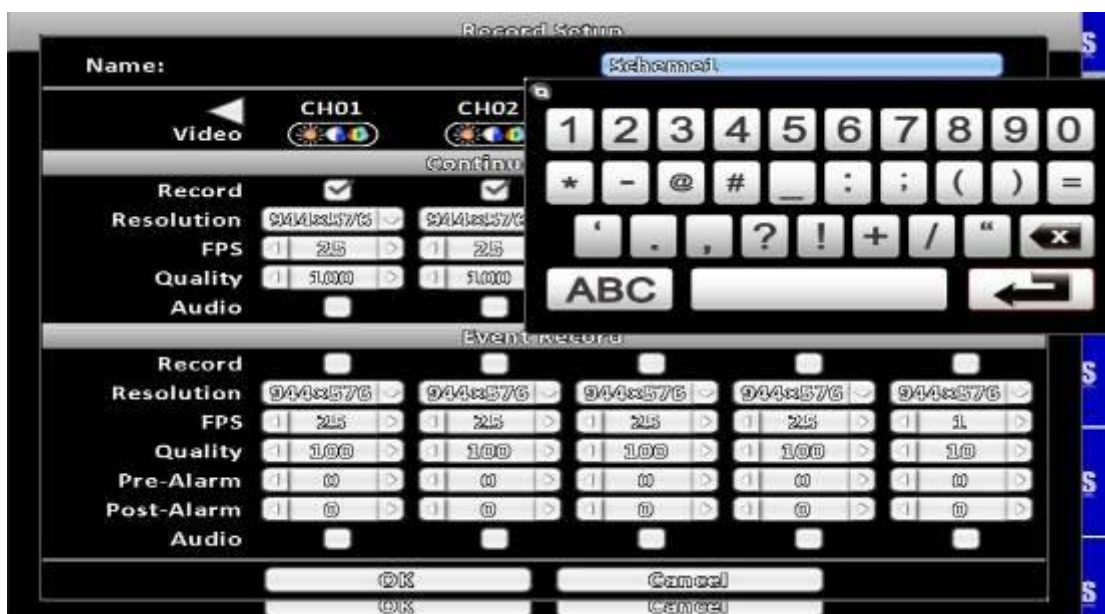 Record Setup
Name: Scheme1
CH01 CH02
Video
Continu
Record
Resolution 944x576 944x576
FPS 25 25
Quality 100 100
Audio
1 2 3 4 5 6 7 8 9 0
* - @ # _ : ; ( ) =
‘ . , ? ! + / “ x
ABC
Event Record
Record
Resolution 944x576 944x576 944x576 944x576 944x576
FPS 25 25 25 25 1
Quality 100 100 100 100 10
Pre-Alarm 0 0 0 0 0
Post-Alarm 0 0 0 0 0
Audio
OK Cancel
OK Cancel
S
S
S
S